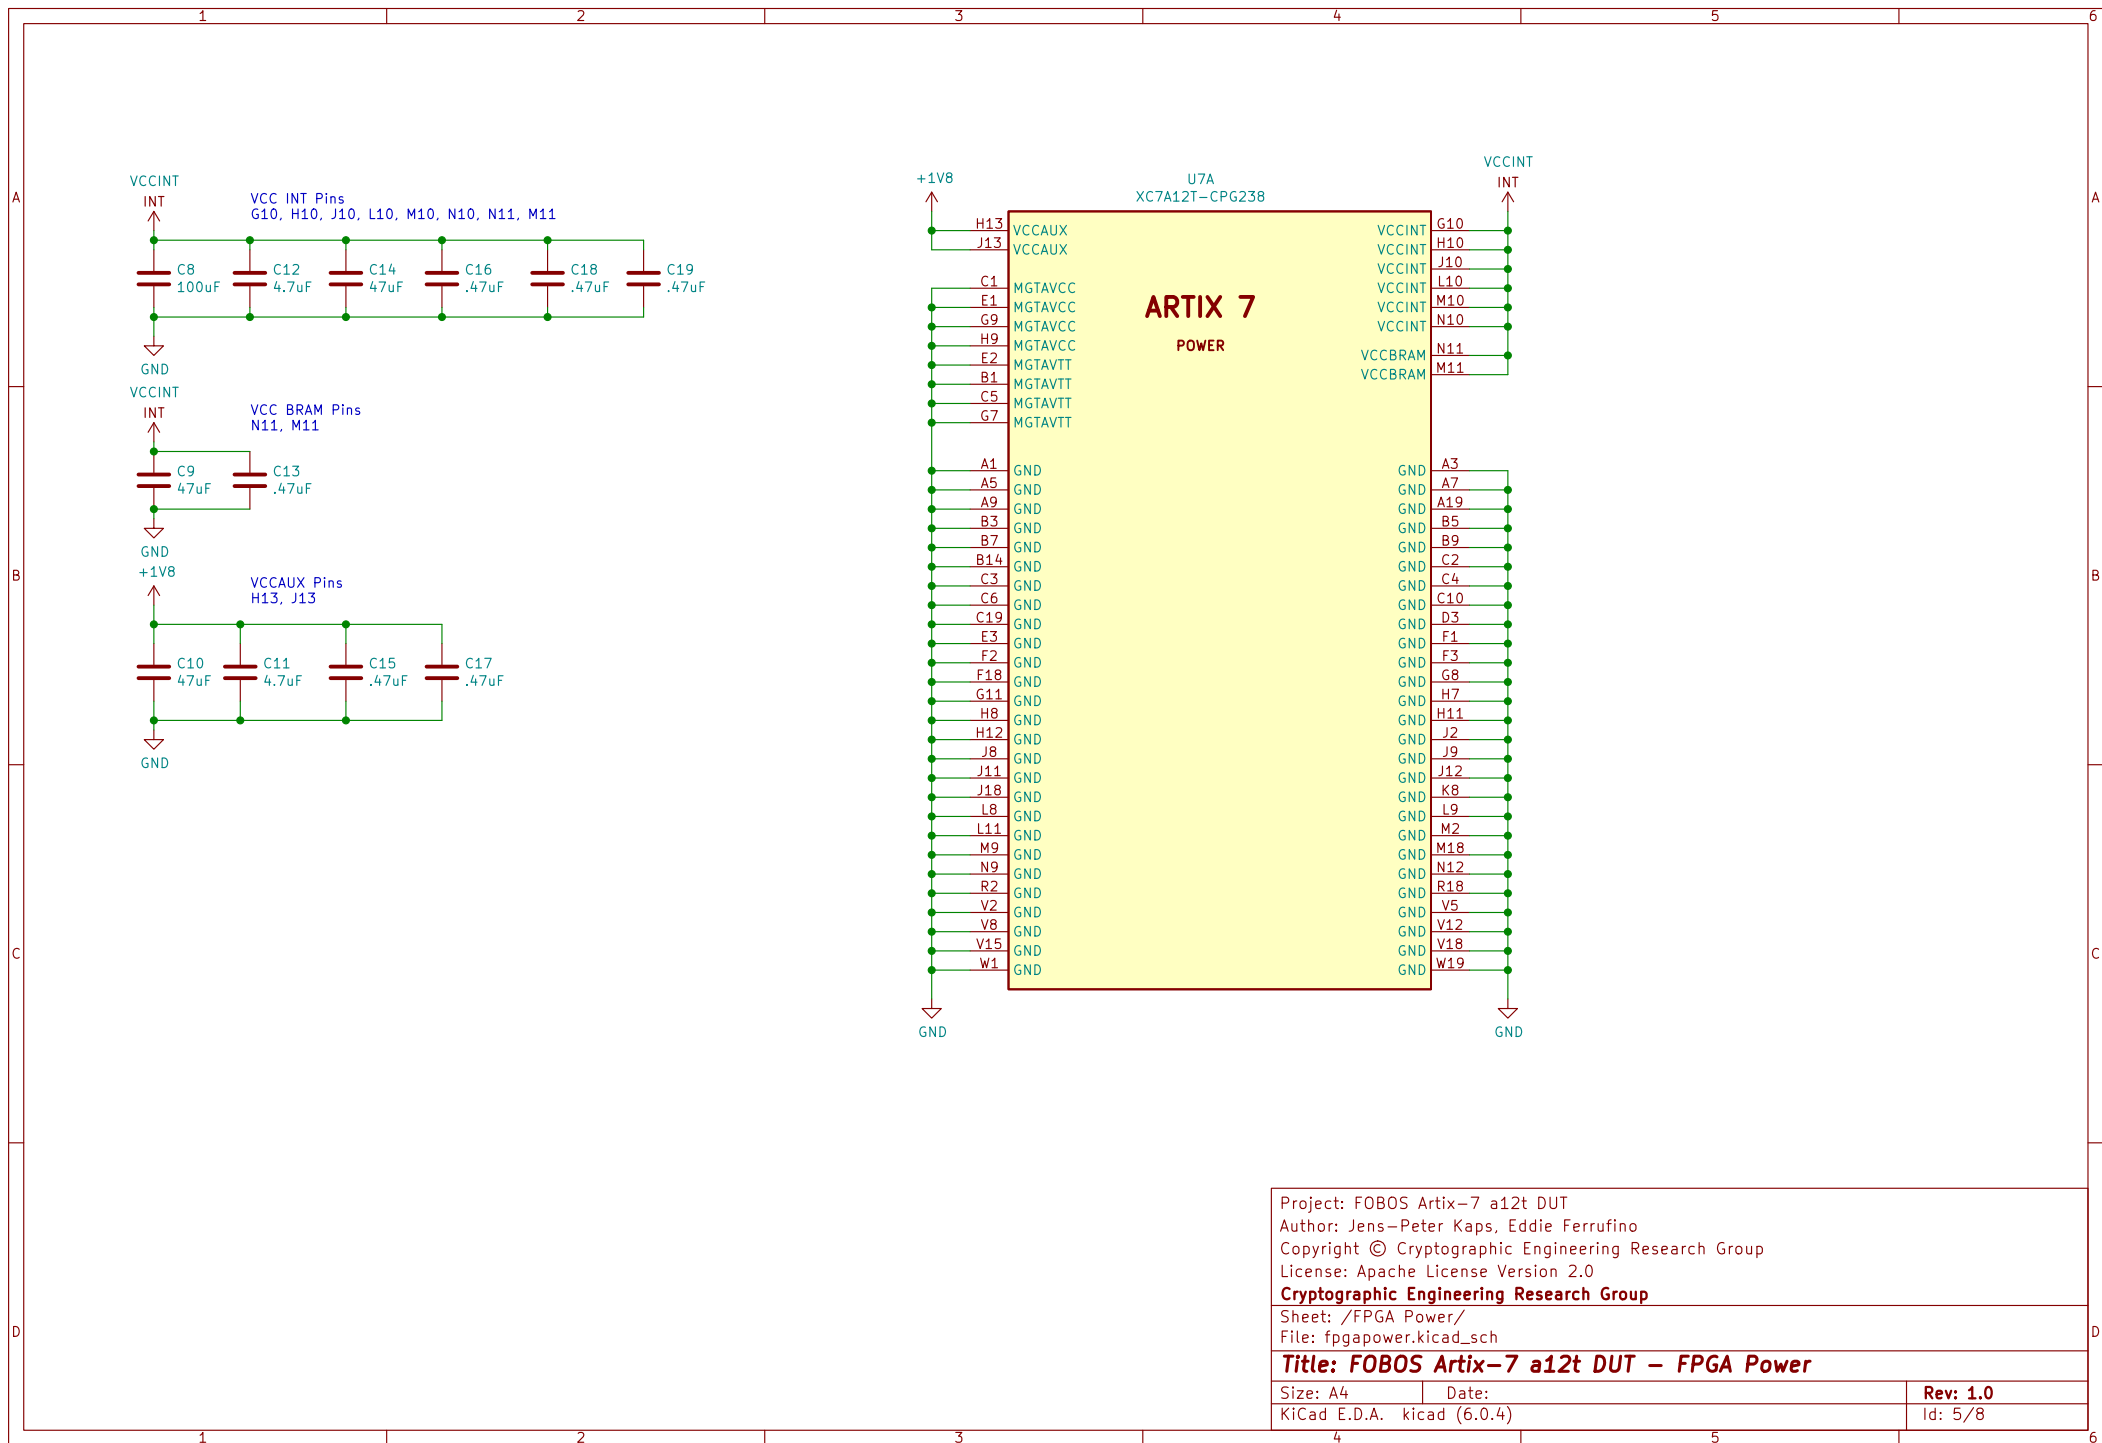 1 2 3 4 5 6
A A
B B
C C
D D
VCCINT
INT
VCC INT Pins
G10, H10, J10, L10, M10, N10, N11, M11
C8
100uF
C12
4.7uF
C14
47uF
C16
.47uF
C18
.47uF
C19
.47uF
GND
VCCINT
INT
VCC BRAM Pins
N11, M11
C9
47uF
C13
.47uF
GND
+1V8
VCCAUX Pins
H13, J13
C10
47uF
C11
4.7uF
C15
.47uF
C17
.47uF
GND
+1V8
U7A
XC7A12T-CPG238
VCCINT
INT
ARTIX 7
POWER
H13 VCCAUX
J13 VCCAUX
C1 MGTAVCC
E1 MGTAVCC
G9 MGTAVCC
H9 MGTAVCC
E2 MGTAVTT
B1 MGTAVTT
C5 MGTAVTT
G7 MGTAVTT
VCCINT G10
VCCINT H10
VCCINT J10
VCCINT L10
VCCINT M10
VCCINT N10
VCCBRAM N11
VCCBRAM M11
A1 GND GND A3
A5 GND GND A7
A9 GND GND A19
B3 GND GND B5
B7 GND GND B9
B14 GND GND C2
C3 GND GND C4
C6 GND GND C10
C19 GND GND D3
E3 GND GND F1
F2 GND GND F3
F18 GND GND G8
G11 GND GND H7
H8 GND GND H11
H12 GND GND J2
J8 GND GND J9
J11 GND GND J12
J18 GND GND K8
L8 GND GND L9
L11 GND GND M2
M9 GND GND M18
N9 GND GND N12
R2 GND GND R18
V2 GND GND V5
V8 GND GND V12
V15 GND GND V18
W1 GND GND W19
GND GND
Project: FOBOS Artix-7 a12t DUT
Author: Jens-Peter Kaps, Eddie Ferrufino
Copyright © Cryptographic Engineering Research Group
License: Apache License Version 2.0
Cryptographic Engineering Research Group
Sheet: /FPGA Power/
File: fpgapower.kicad_sch
Title: FOBOS Artix-7 a12t DUT - FPGA Power
Size: A4 Date: Rev: 1.0
KiCad E.D.A. kicad (6.0.4) Id: 5/8
1 2 3 4 5 6